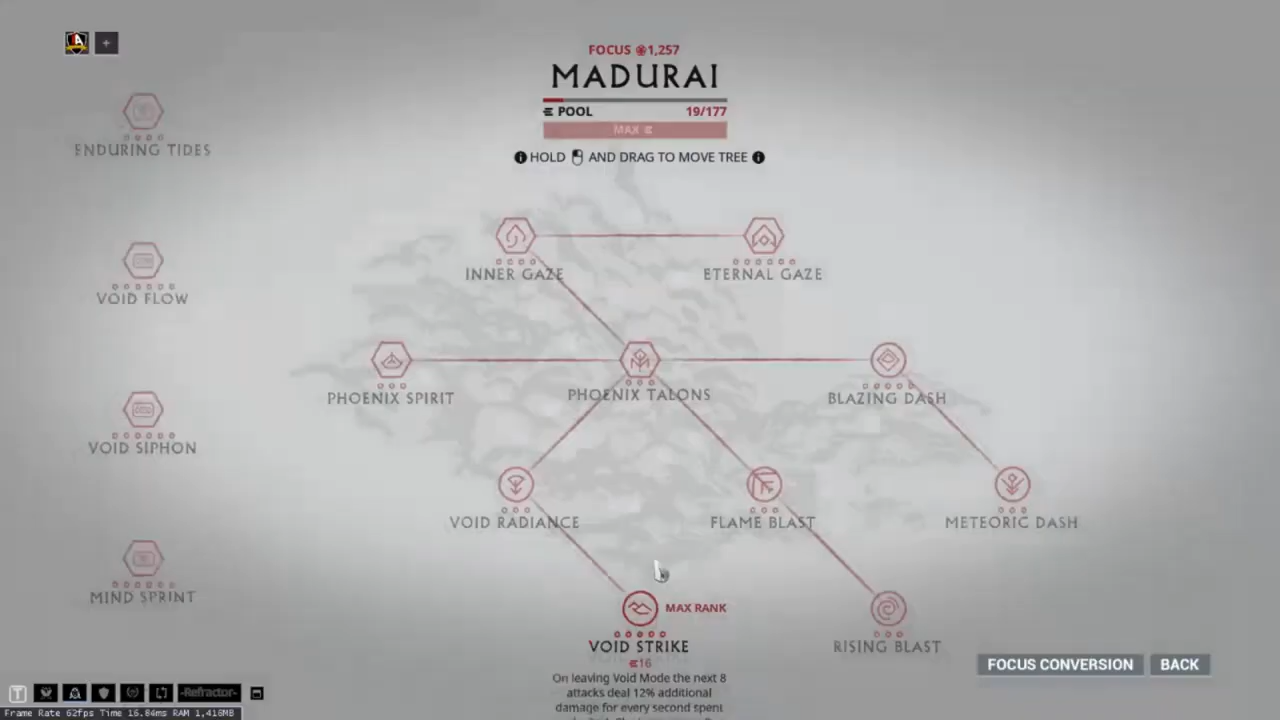 FOCUS 1,257
MADURAI
POOL 19/177
MAX
HOLD AND DRAG TO MOVE TREE
ENDURING TIDES
VOID FLOW
VOID SIPHON
MIND SPRINT
INNER GAZE
ETERNAL GAZE
PHOENIX SPIRIT
PHOENIX TALONS
BLAZING DASH
VOID RADIANCE
FLAME BLAST
METEORIC DASH
MAX RANK
VOID STRIKE
16
On leaving Void Mode the next 8
attacks deal 12% additional
damage for every second spent
RISING BLAST
FOCUS CONVERSION
BACK
T
-Refractor-
Frame Rate 62fps Time 16.84ms RAM 1,416MB